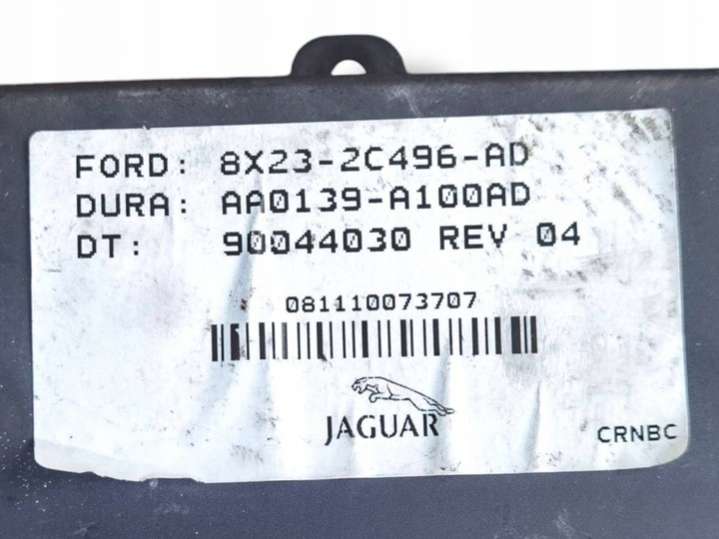 FORD: 8X23-2C496-AD
DURA: AA0139-A100AD
DT: 90044030 REV 04
081110073707
JAGUAR
CRNBC